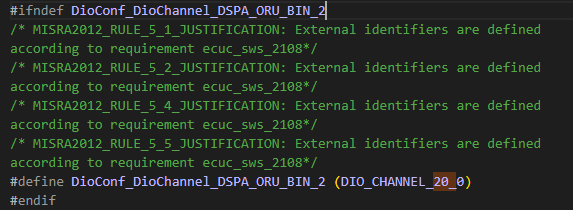 #ifndef DioConf_DioChannel_DSPA_ORU_BIN_2
/* MISRA2012_RULE_5_1_JUSTIFICATION: External identifiers are defined
according to requirement ecuc_sws_2108*/
/* MISRA2012_RULE_5_2_JUSTIFICATION: External identifiers are defined
according to requirement ecuc_sws_2108*/
/* MISRA2012_RULE_5_4_JUSTIFICATION: External identifiers are defined
according to requirement ecuc_sws_2108*/
/* MISRA2012_RULE_5_5_JUSTIFICATION: External identifiers are defined
according to requirement ecuc_sws_2108*/
#define DioConf_DioChannel_DSPA_ORU_BIN_2 (DIO_CHANNEL_20_0)
#endif